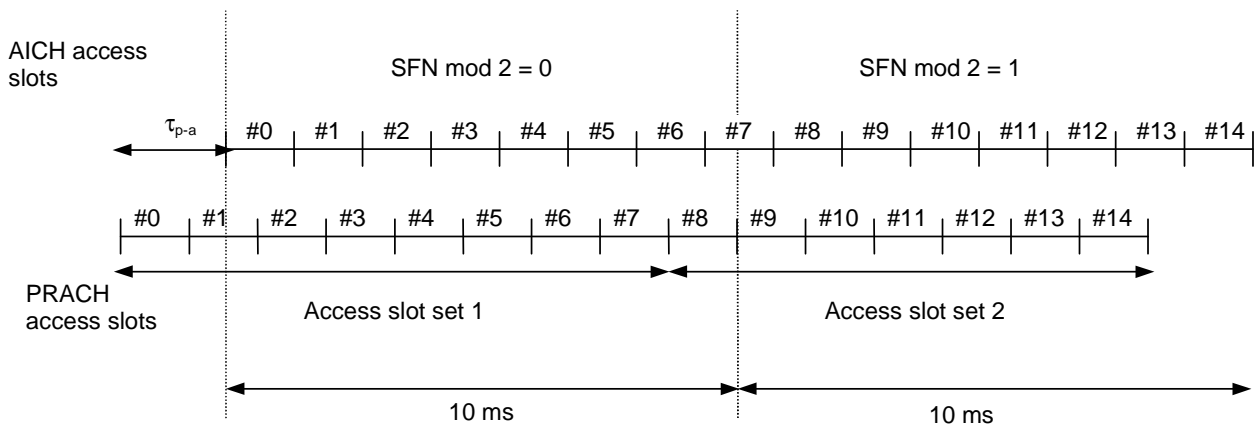 AICH access
slots
SFN mod 2 = 0
SFN mod 2 = 1
τp-a
#0 #1 #2 #3 #4 #5 #6 #7 #8 #9 #10 #11 #12 #13 #14
#0 #1 #2 #3 #4 #5 #6 #7 #8 #9 #10 #11 #12 #13 #14
PRACH
access slots
Access slot set 1
Access slot set 2
10 ms
10 ms